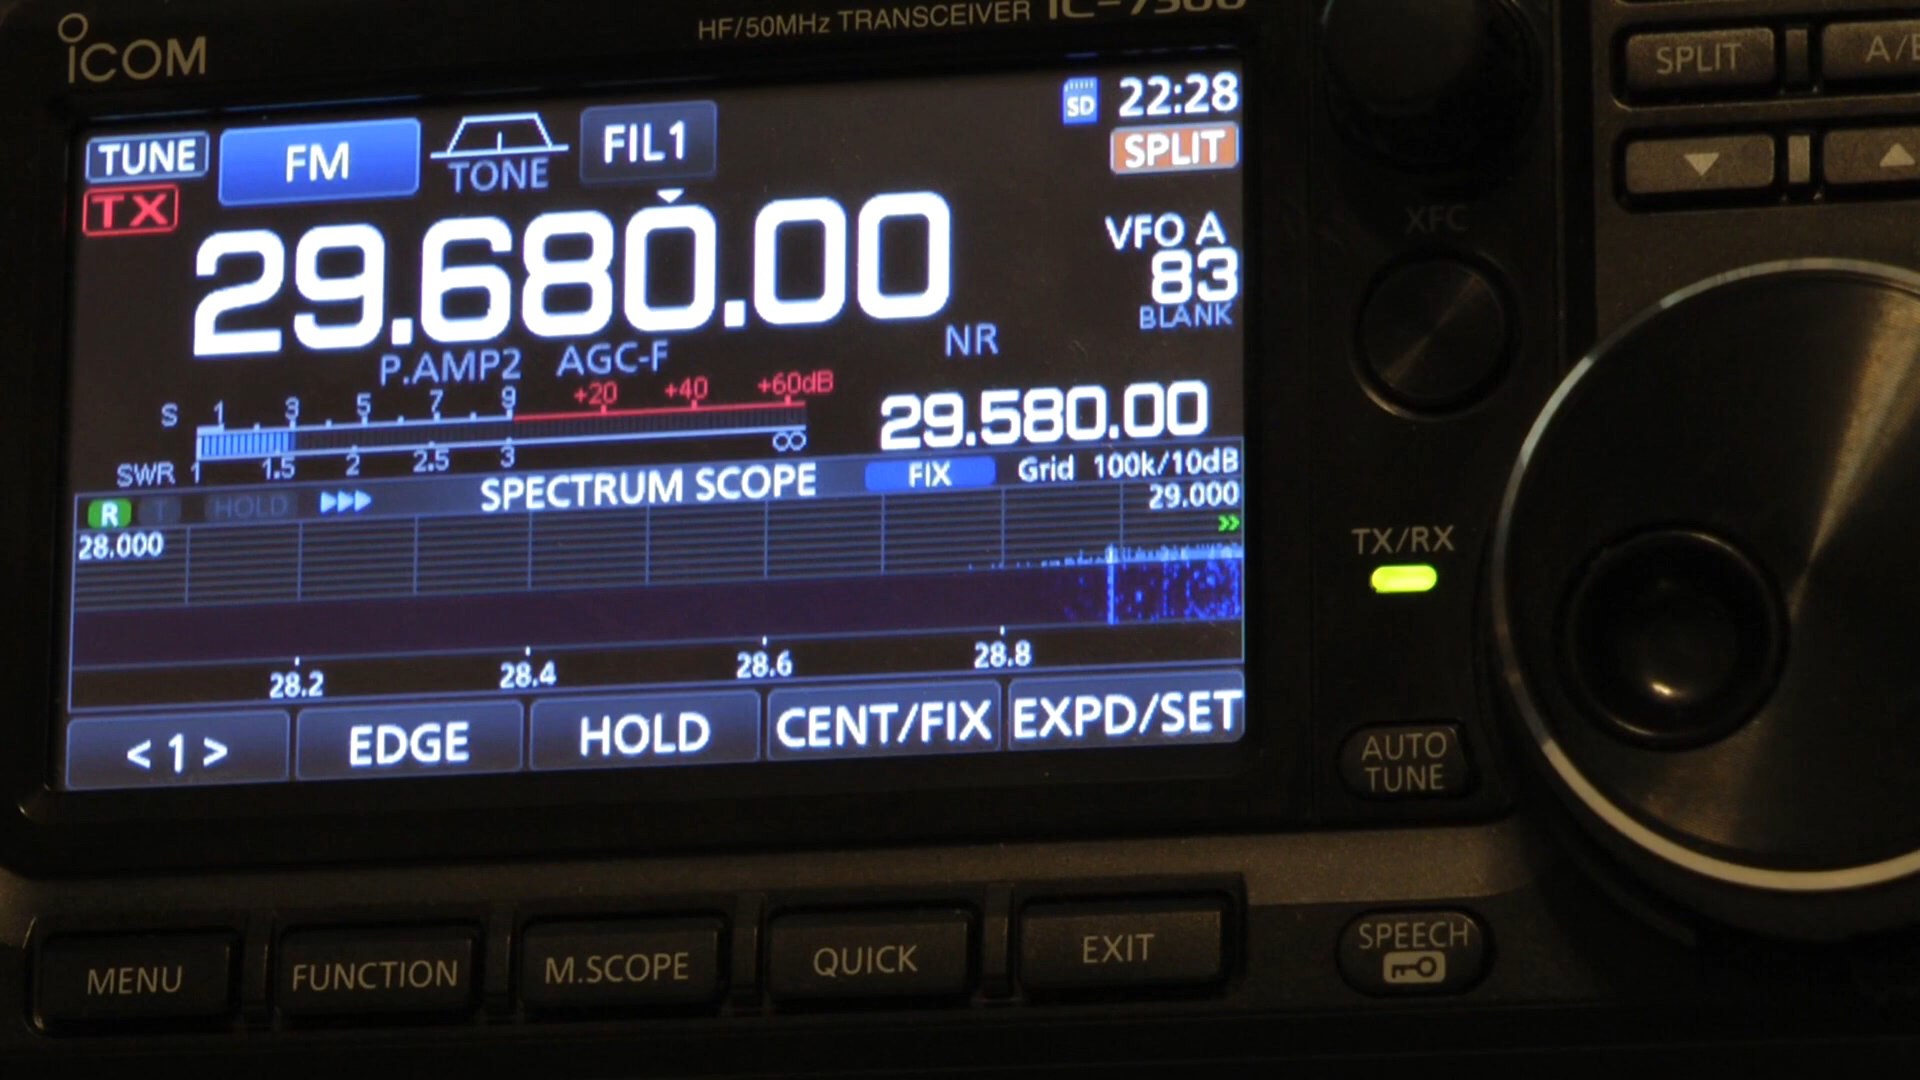 ICOM
HF/50MHz TRANSCEIVER IC-7300
TUNE FM TONE FIL1
SD 22:28
SPLIT
TX
29.680.00
VFO A
83
BLANK
P.AMP2 AGC-F NR
S 1 3 5 7 9 +20 +40 +60dB
29.580.00
SWR 1 1.5 2 2.5 3 ∞
R T HOLD SPECTRUM SCOPE FIX Grid 100k/10dB
28.000 29.000
28.2 28.4 28.6 28.8
<1> EDGE HOLD CENT/FIX EXPD/SET
MENU FUNCTION M.SCOPE QUICK EXIT
SPLIT A/B
XFC
TX/RX
AUTO
TUNE
SPEECH